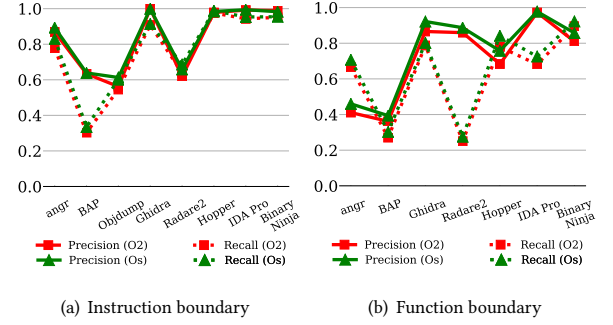 1.0
0.8
0.6
0.4
0.2
0.0
angr
BAP
Objdump
Ghidra
Radare2
Hopper
IDA Pro
Binary
Ninja
Precision (O2)
Recall (O2)
Precision (Os)
Recall (Os)
(a) Instruction boundary
1.0
0.8
0.6
0.4
0.2
0.0
angr
BAP
Ghidra
Radare2
Hopper
IDA Pro
Binary
Ninja
Precision (O2)
Recall (O2)
Precision (Os)
Recall (Os)
(b) Function boundary